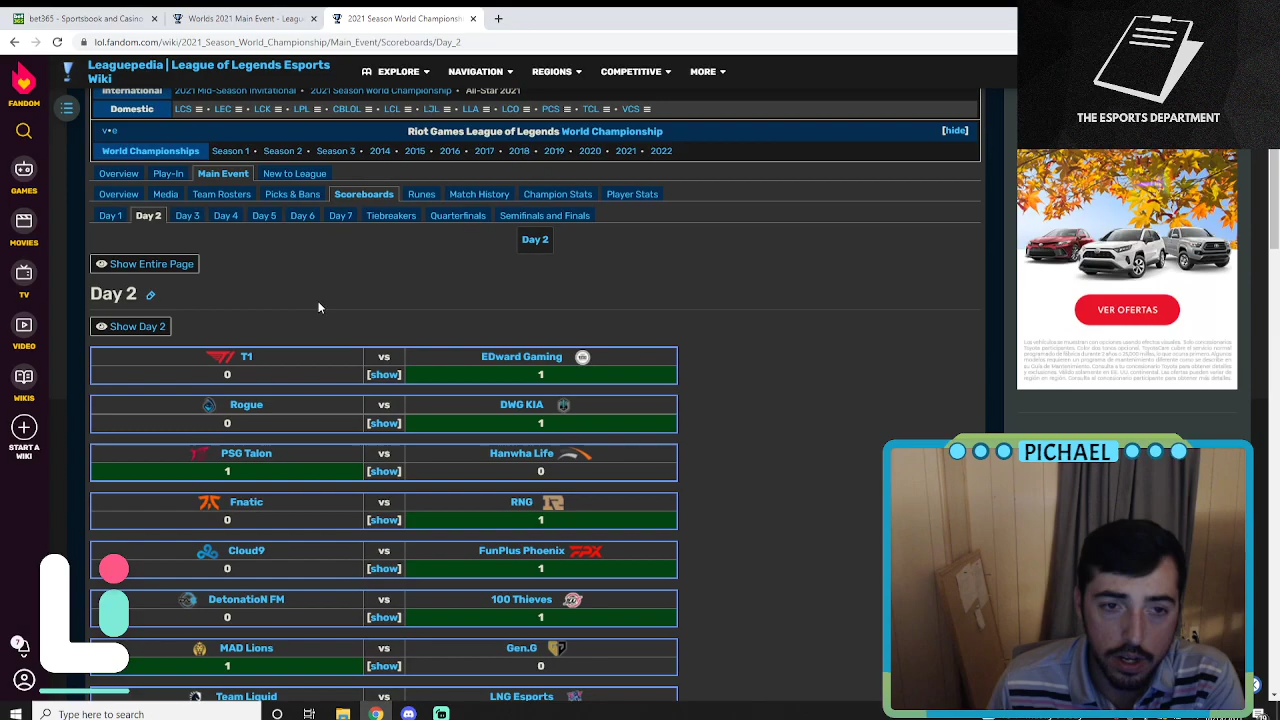 bet365 - Sportsbook and Casino
Worlds 2021 Main Event - Leag
2021 Season World Championsh
lol.fandom.com/wiki/2021_Season_World_Championship/Main_Event/Scoreboards/Day_2
THE ESPORTS DEPARTMENT
FANDOM
GAMES
MOVIES
TV
VIDEO
WIKIS
START A WIKI
7
Leaguepedia | League of Legends Esports Wiki
EXPLORE
NAVIGATION
REGIONS
COMPETITIVE
MORE
International 2021 Mid-Season Invitational • 2021 Season World Championship • All-Star 2021
Domestic LCS • LEC • LCK • LPL • CBLOL • LCL • LJL • LLA • LCO • PCS • TCL • VCS
v•e Riot Games League of Legends World Championship [hide]
World Championships Season 1 • Season 2 • Season 3 • 2014 • 2015 • 2016 • 2017 • 2018 • 2019 • 2020 • 2021 • 2022
Overview Play-In Main Event New to League
Overview Media Team Rosters Picks & Bans Scoreboards Runes Match History Champion Stats Player Stats
Day 1 Day 2 Day 3 Day 4 Day 5 Day 6 Day 7 Tiebreakers Quarterfinals Semifinals and Finals
Day 2
Show Entire Page
Day 2
Show Day 2
T1 vs EDward Gaming
0 [show] 1
Rogue vs DWG KIA
0 [show] 1
PSG Talon vs Hanwha Life
1 [show] 0
Fnatic vs RNG
0 [show] 1
Cloud9 vs FunPlus Phoenix FPX
0 [show] 1
DetonatioN FM vs 100 Thieves
0 [show] 1
MAD Lions vs Gen.G
1 [show] 0
Team Liquid vs LNG Esports
VER OFERTAS
PICHAEL
Type here to search